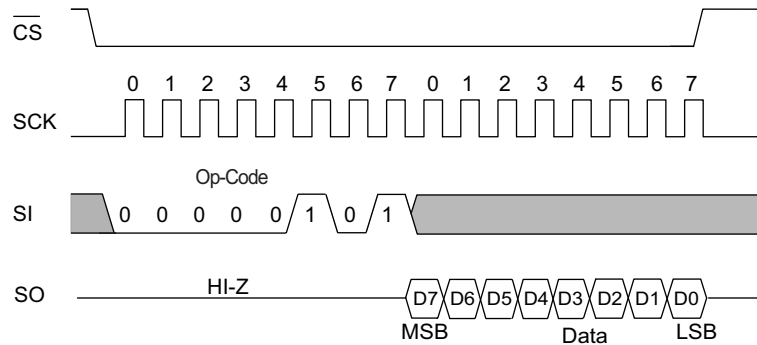 CS
0 1 2 3 4 5 6 7 0 1 2 3 4 5 6 7
SCK
Op-Code
SI 0 0 0 0 0 1 0 1
HI-Z
SO D7 D6 D5 D4 D3 D2 D1 D0
MSB Data LSB